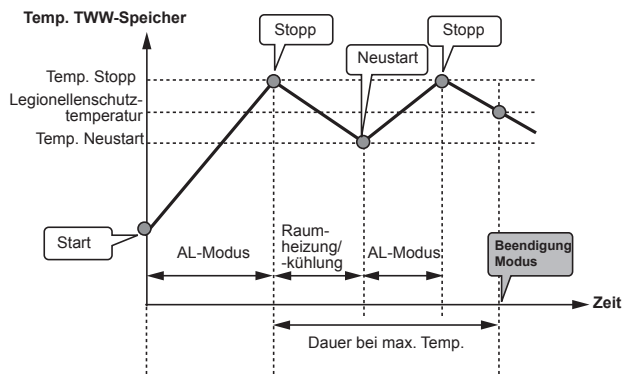 Temp. TWW-Speicher
Stopp
Stopp
Neustart
Temp. Stopp
Legionellenschutz-
temperatur
Temp. Neustart
Start
AL-Modus
Raum-
heizung/
-kühlung
AL-Modus
Beendigung
Modus
Zeit
Dauer bei max. Temp.